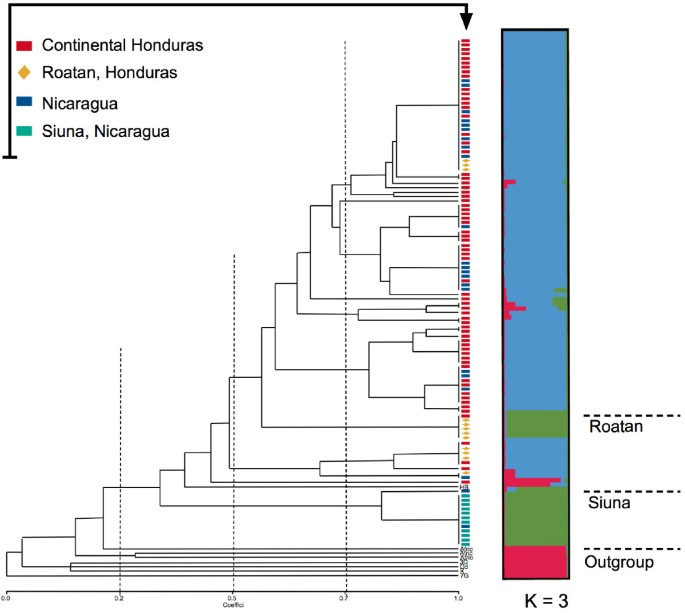 Continental Honduras
Roatan, Honduras
Nicaragua
Siuna, Nicaragua
Roatan
Siuna
Outgroup
7G
0.0 0.2 0.5 0.7 1.0
Coeffici
K = 3